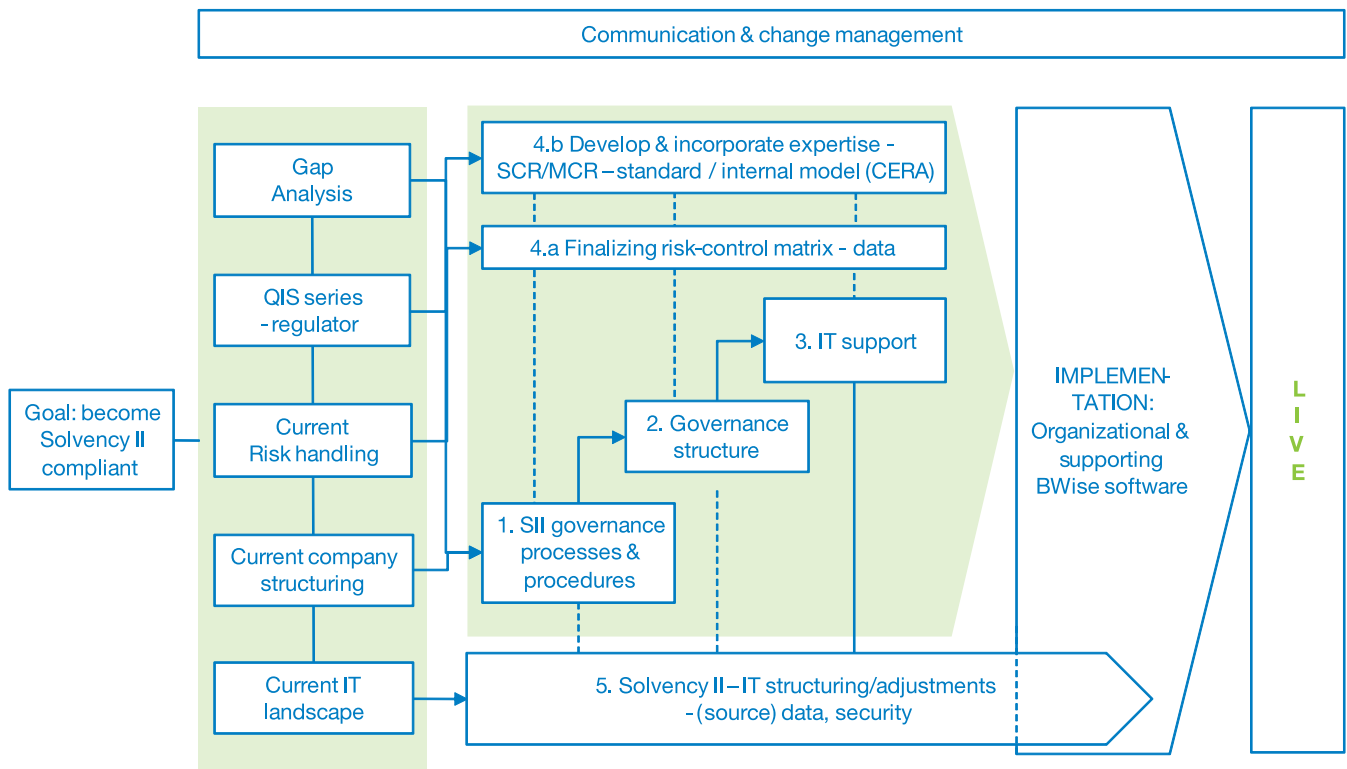 Communication & change management
Goal: become
Solvency II
compliant
Gap
Analysis
QIS series
- regulator
Current
Risk handling
Current company
structuring
Current IT
landscape
4.b Develop & incorporate expertise -
SCR/MCR – standard / internal model (CERA)
4.a Finalizing risk-control matrix - data
3. IT support
2. Governance
structure
1. SII governance
processes &
procedures
5. Solvency II – IT structuring/adjustments
- (source) data, security
IMPLEMEN-
TATION:
Organizational &
supporting
BWise software
L
I
V
E